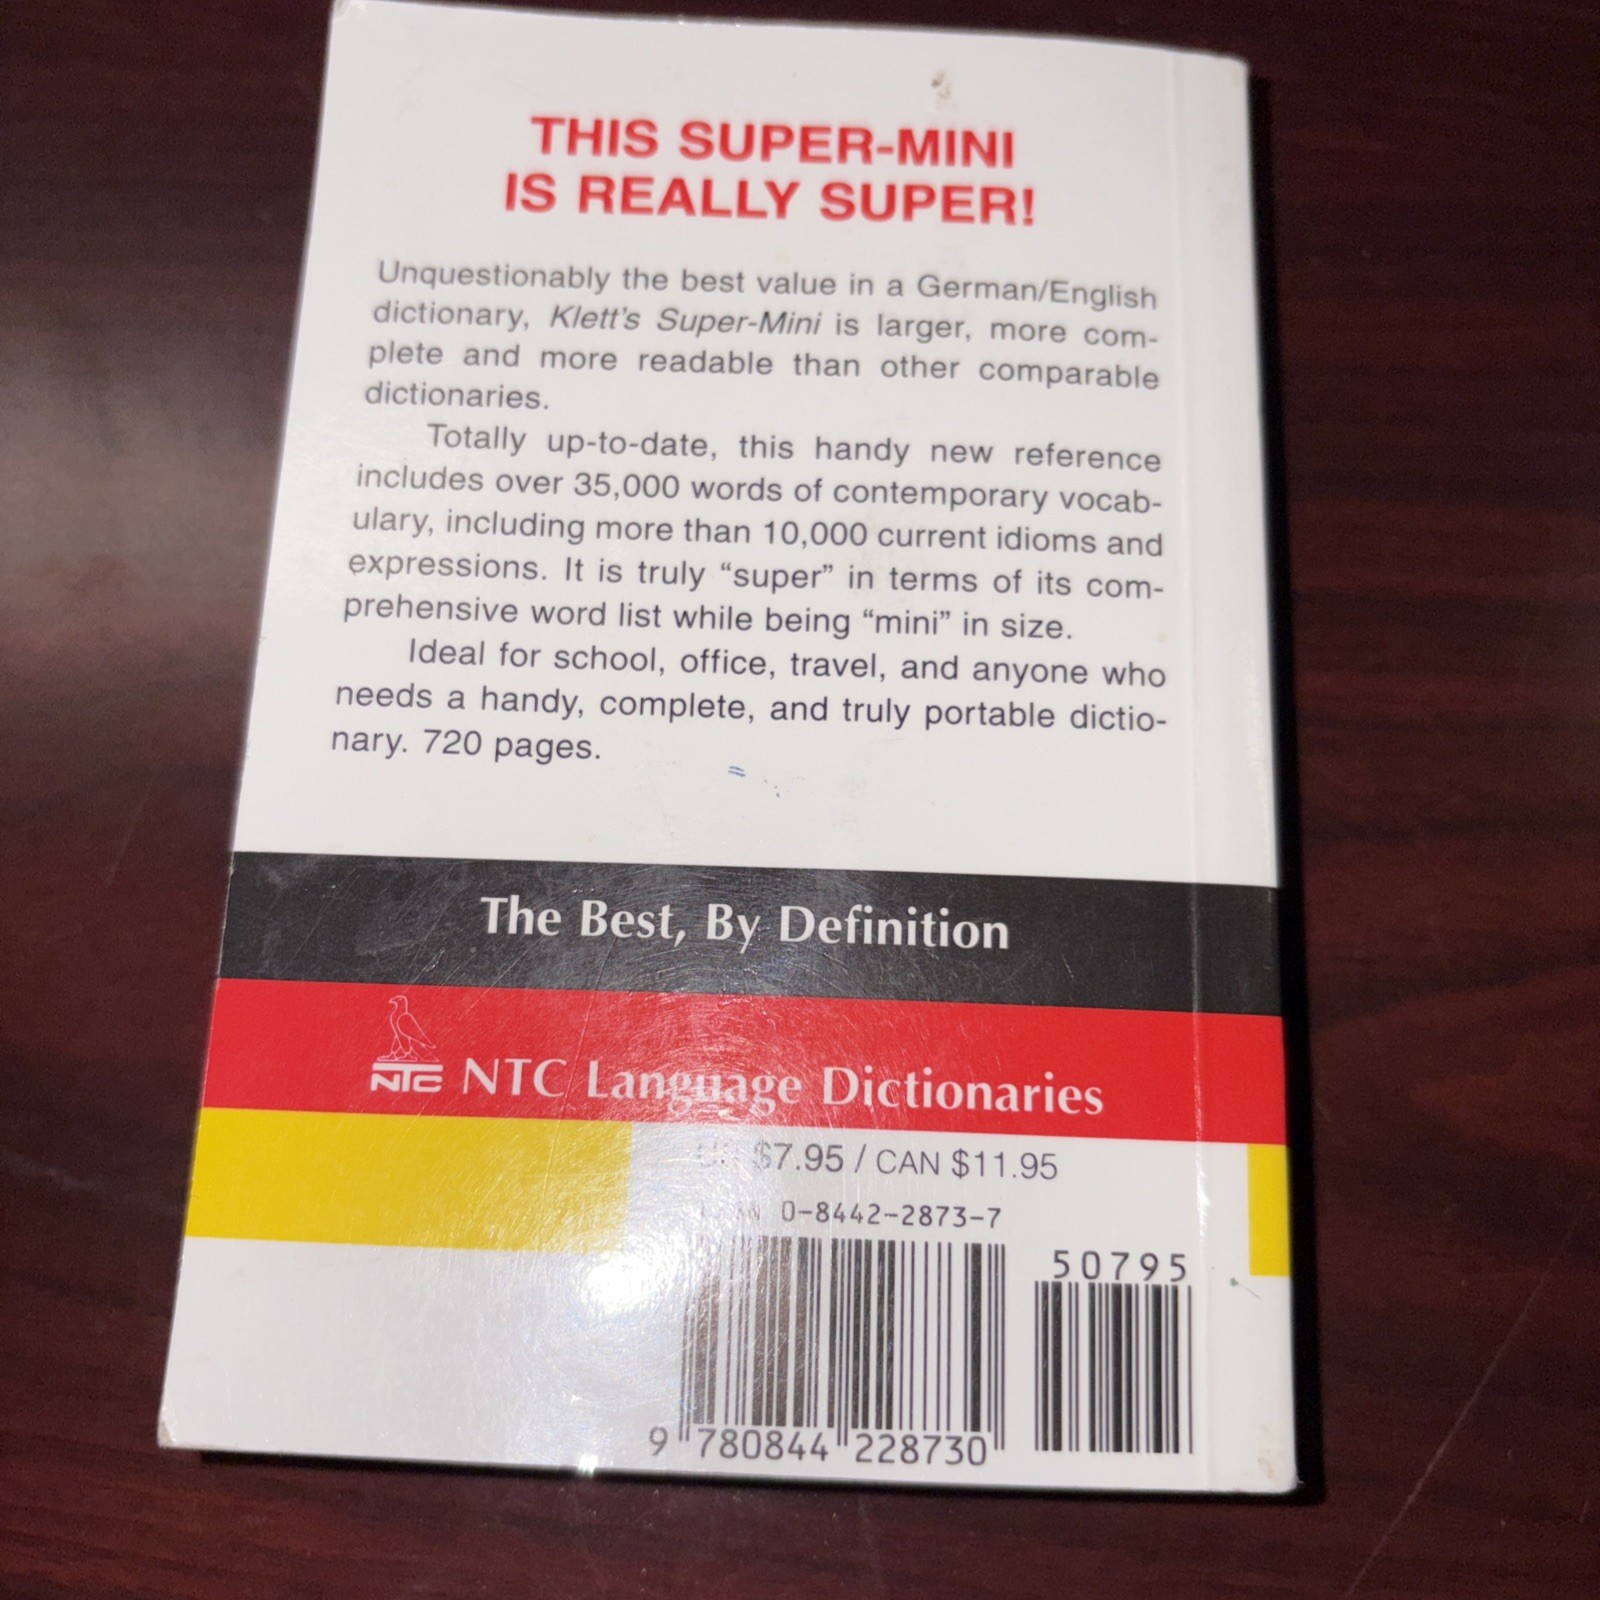 THIS SUPER-MINI
IS REALLY SUPER!
Unquestionably the best value in a German/English
dictionary, Klett's Super-Mini is larger, more com-
plete and more readable than other comparable
dictionaries.
Totally up-to-date, this handy new reference
includes over 35,000 words of contemporary vocab-
ulary, including more than 10,000 current idioms and
expressions. It is truly “super” in terms of its com-
prehensive word list while being “mini” in size.
Ideal for school, office, travel, and anyone who
needs a handy, complete, and truly portable dictio-
nary. 720 pages.
The Best, By Definition
NTC NTC Language Dictionaries
$7.95 / CAN $11.95
0-8442-2873-7
50795
9 780844 228730